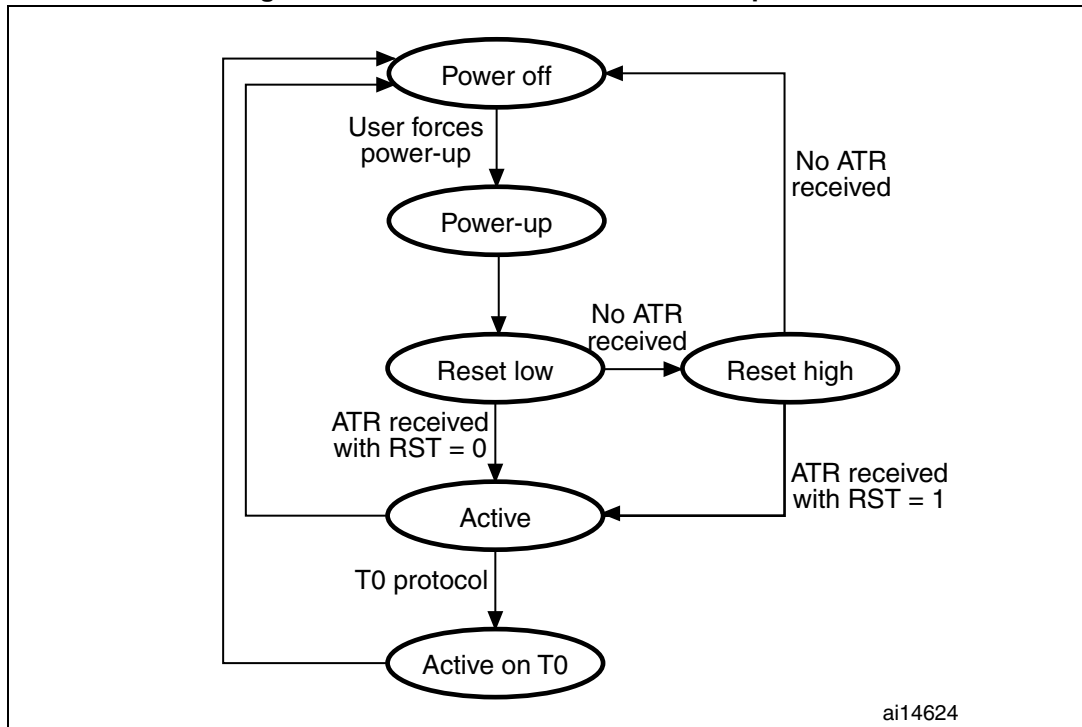 Power off
User forces
power-up
No ATR
received
Power-up
No ATR
received
Reset low
Reset high
ATR received
with RST = 0
ATR received
with RST = 1
Active
T0 protocol
Active on T0
ai14624